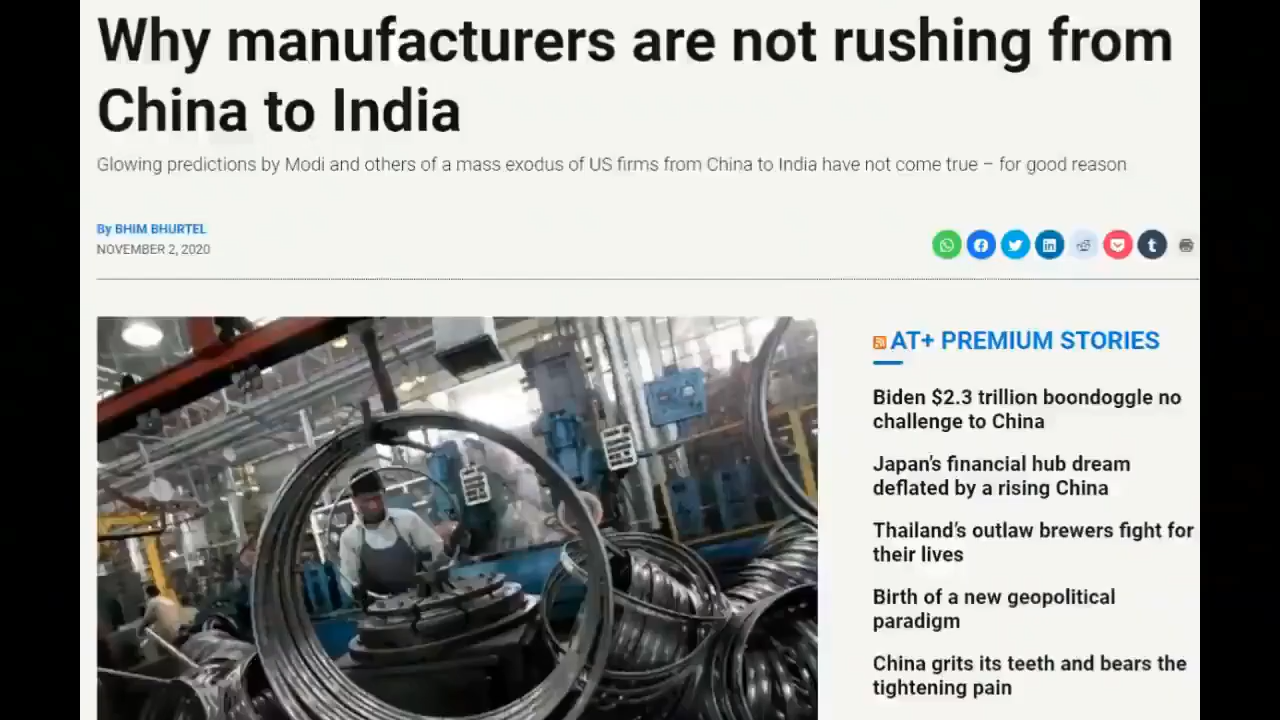 Why manufacturers are not rushing from
China to India
Glowing predictions by Modi and others of a mass exodus of US firms from China to India have not come true – for good reason
By BHIM BHURTEL
NOVEMBER 2, 2020
AT+ PREMIUM STORIES
Biden $2.3 trillion boondoggle no
challenge to China
Japan's financial hub dream
deflated by a rising China
Thailand's outlaw brewers fight for
their lives
Birth of a new geopolitical
paradigm
China grits its teeth and bears the
tightening pain